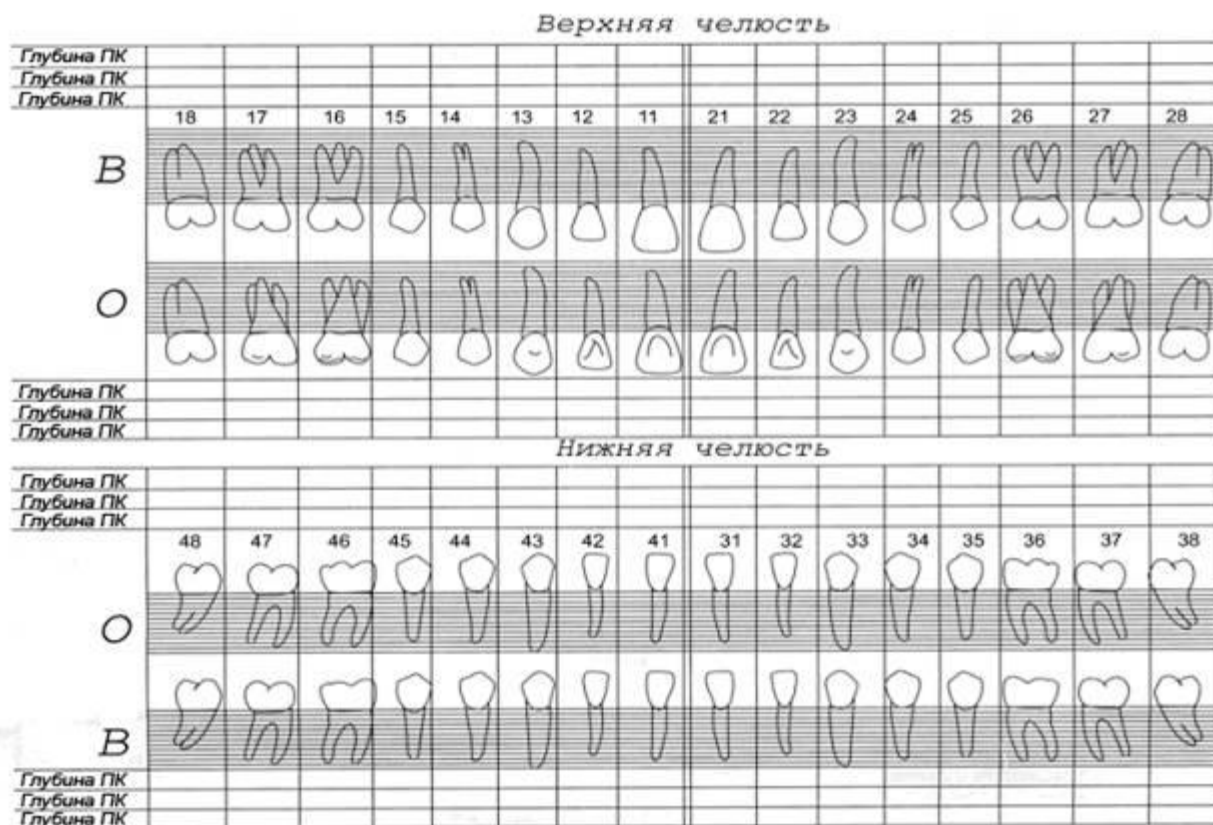 Верхняя челюсть
Глубина ПК
Глубина ПК
Глубина ПК
18 17 16 15 14 13 12 11 21 22 23 24 25 26 27 28
В
О
Глубина ПК
Глубина ПК
Глубина ПК
Нижняя челюсть
Глубина ПК
Глубина ПК
Глубина ПК
48 47 46 45 44 43 42 41 31 32 33 34 35 36 37 38
О
В
Глубина ПК
Глубина ПК
Глубина ПК